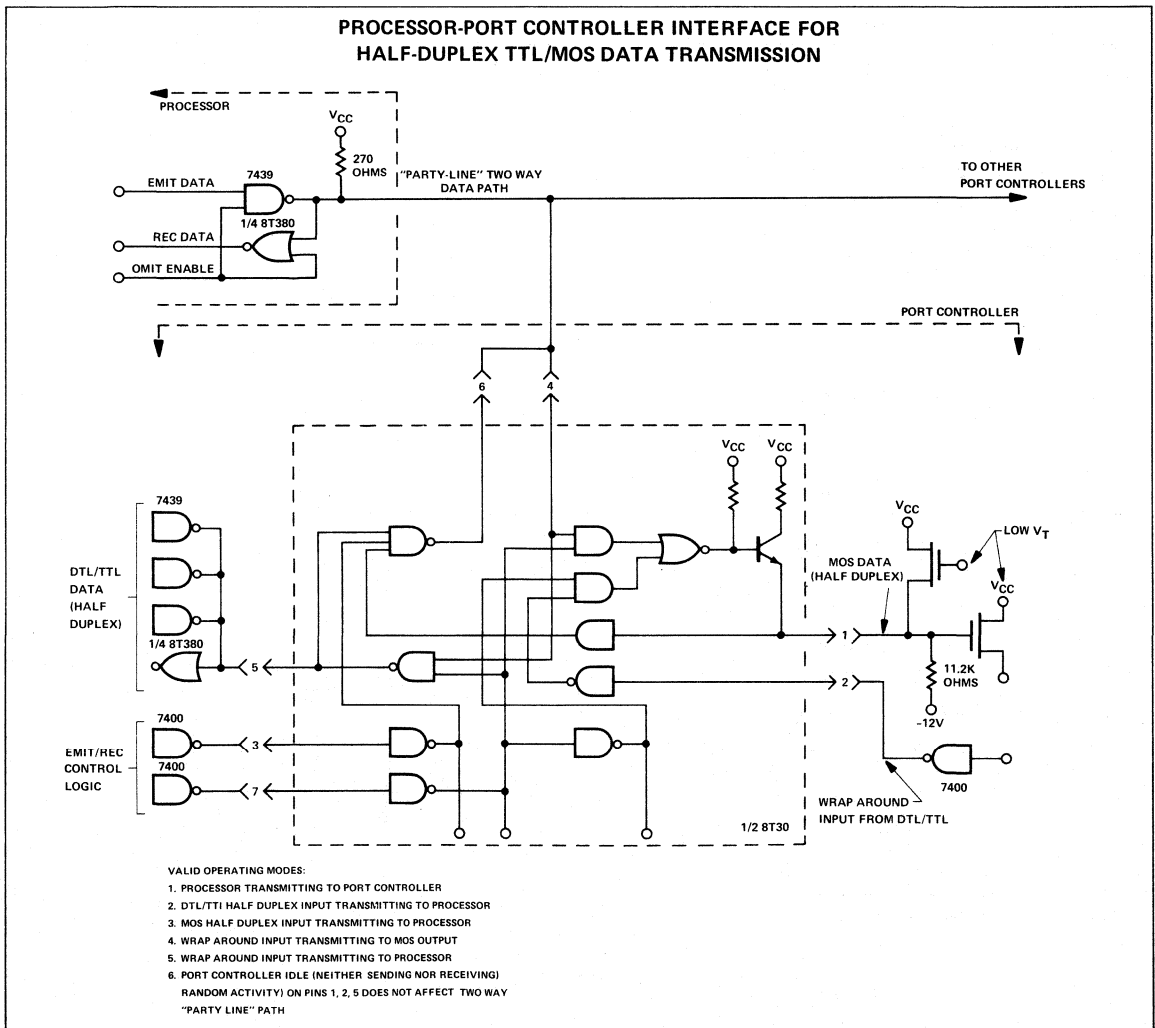 PROCESSOR-PORT CONTROLLER INTERFACE FOR
HALF-DUPLEX TTL/MOS DATA TRANSMISSION
PROCESSOR
VCC
270
OHMS
"PARTY-LINE" TWO WAY
DATA PATH
TO OTHER
PORT CONTROLLERS
7439
EMIT DATA
1/4 8T380
REC DATA
OMIT ENABLE
PORT CONTROLLER
6
4
VCC
VCC
7439
DTL/TTL
DATA
(HALF
DUPLEX)
1/4 8T380
5
VCC
LOW VT
MOS DATA
(HALF DUPLEX)
VCC
1
11.2K
OHMS
2
-12V
7400
EMIT/REC
CONTROL
LOGIC
7400
3
7
7400
WRAP AROUND
INPUT FROM DTL/TTL
1/2 8T30
VALID OPERATING MODES:
1. PROCESSOR TRANSMITTING TO PORT CONTROLLER
2. DTL/TTI HALF DUPLEX INPUT TRANSMITTING TO PROCESSOR
3. MOS HALF DUPLEX INPUT TRANSMITTING TO PROCESSOR
4. WRAP AROUND INPUT TRANSMITTING TO MOS OUTPUT
5. WRAP AROUND INPUT TRANSMITTING TO PROCESSOR
6. PORT CONTROLLER IDLE (NEITHER SENDING NOR RECEIVING)
RANDOM ACTIVITY) ON PINS 1, 2, 5 DOES NOT AFFECT TWO WAY
"PARTY LINE" PATH